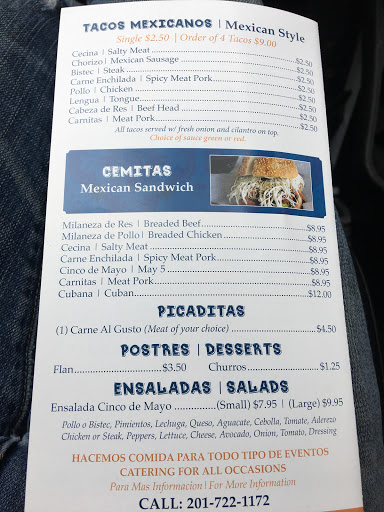 TACOS MEXICANOS | Mexican Style
Single $2.50 | Order of 4 Tacos $9.00
Cecina | Salty Meat $2.50
Chorizo | Mexican Sausage $2.50
Bistec | Steak $2.50
Carne Enchilada | Spicy Meat Pork $2.50
Pollo | Chicken $2.50
Lengua | Tongue $2.50
Cabeza de Res | Beef Head $2.50
Carnitas | Meat Pork $2.50
All tacos served w/ fresh onion and cilantro on top.
Choice of sauce green or red.
CEMITAS
Mexican Sandwich
Milaneza de Res | Breaded Beef $8.95
Milaneza de Pollo | Breaded Chicken $8.95
Cecina | Salty Meat $8.95
Carne Enchilada | Spicy Meat Pork $8.95
Cinco de Mayo | May 5 $8.95
Carnitas | Meat Pork $8.95
Cubana | Cuban $12.00
PICADITAS
(1) Carne Al Gusto (Meat of your choice) $4.50
POSTRES | DESSERTS
Flan $3.50 Churros $1.25
ENSALADAS | SALADS
Ensalada Cinco de Mayo (Small) $7.95 | (Large) $9.95
Pollo o Bistec, Pimientos, Lechuga, Queso, Aguacate, Cebolla, Tomate, Aderezo
Chicken or Steak, Peppers, Lettuce, Cheese, Avocado, Onion, Tomato, Dressing
HACEMOS COMIDA PARA TODO TIPO DE EVENTOS
CATERING FOR ALL OCCASIONS
Para Mas Informacion | For More Information
CALL: 201-722-1172